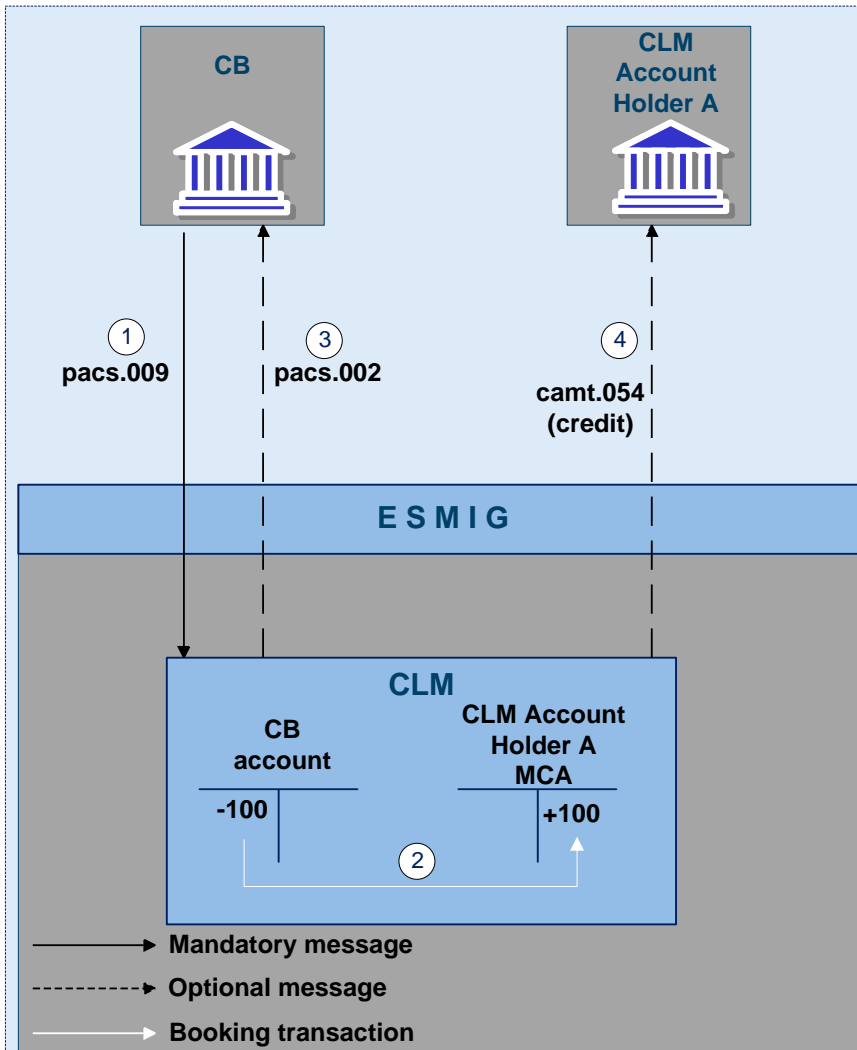 CB
CLM
Account
Holder A
1
pacs.009
3
pacs.002
4
camt.054
(credit)
E S M I G
CLM
CB
account
CLM Account
Holder A
MCA
-100
+100
2
Mandatory message
Optional message
Booking transaction